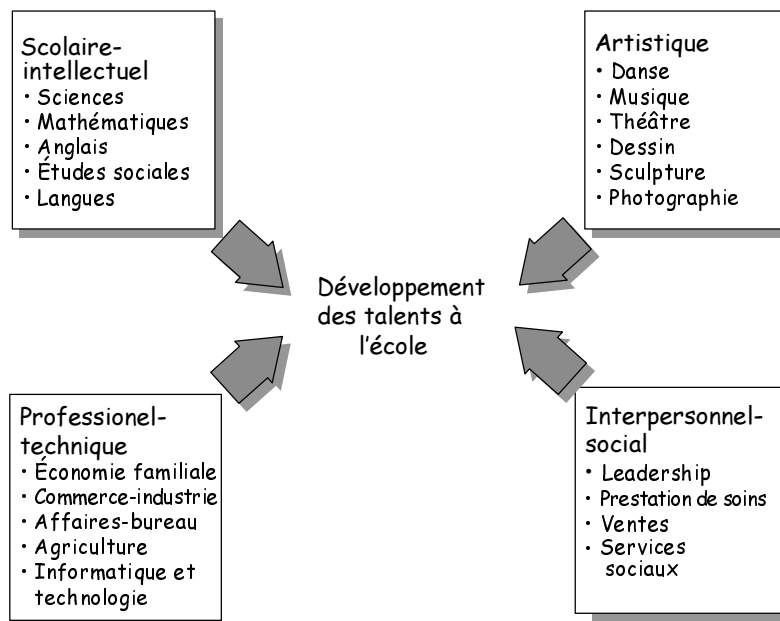 Scolaire-
intellectuel
• Sciences
• Mathématiques
• Anglais
• Études sociales
• Langues
Artistique
• Danse
• Musique
• Théâtre
• Dessin
• Sculpture
• Photographie
Développement
des talents à
l'école
Professionel-
technique
• Économie familiale
• Commerce-industrie
• Affaires-bureau
• Agriculture
• Informatique et
technologie
Interpersonnel-
social
• Leadership
• Prestation de soins
• Ventes
• Services
sociaux